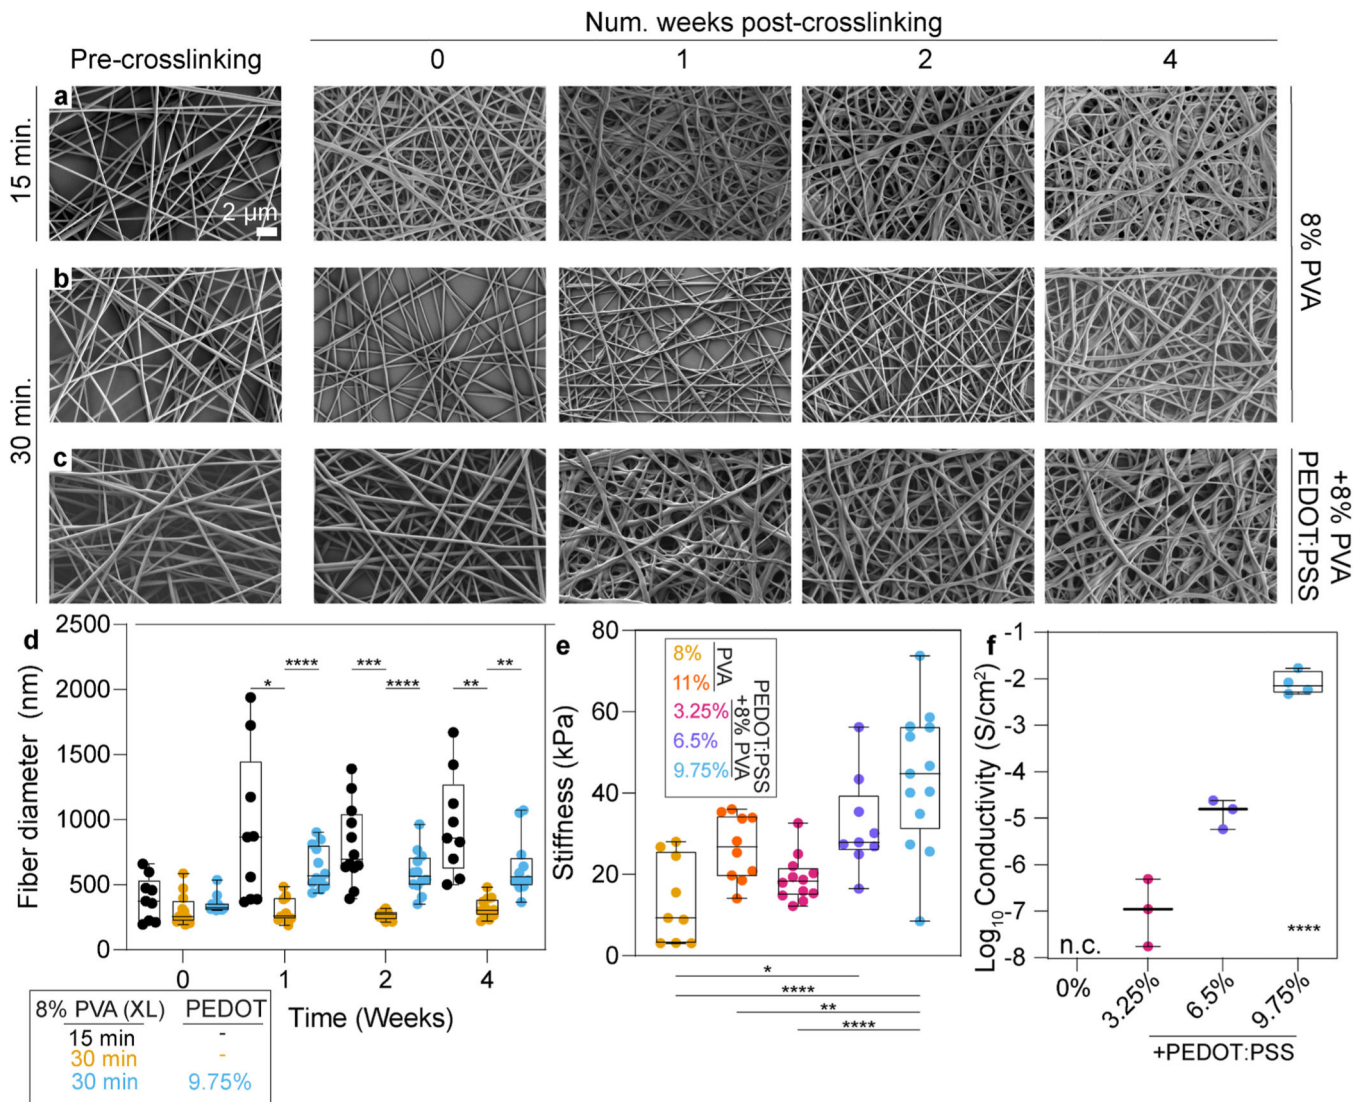 Num. weeks post-crosslinking
Pre-crosslinking 0 1 2 4
15 min.
a
2 µm
8% PVA
30 min.
b
c
+8% PVA
PEDOT:PSS
d
Fiber diameter (nm)
2500
2000
1500
1000
500
0
* **** *** **** ** **
0 1 2 4
Time (Weeks)
8% PVA (XL) PEDOT
15 min -
30 min -
30 min 9.75%
e
Stiffness (kPa)
80
60
40
20
0
8%
11%
PVA
3.25%
6.5%
9.75%
PEDOT:PSS
+8% PVA
*
****
**
****
f
Log10 Conductivity (S/cm²)
-1
-2
-3
-4
-5
-6
-7
-8
n.c.
****
0% 3.25% 6.5% 9.75%
+PEDOT:PSS